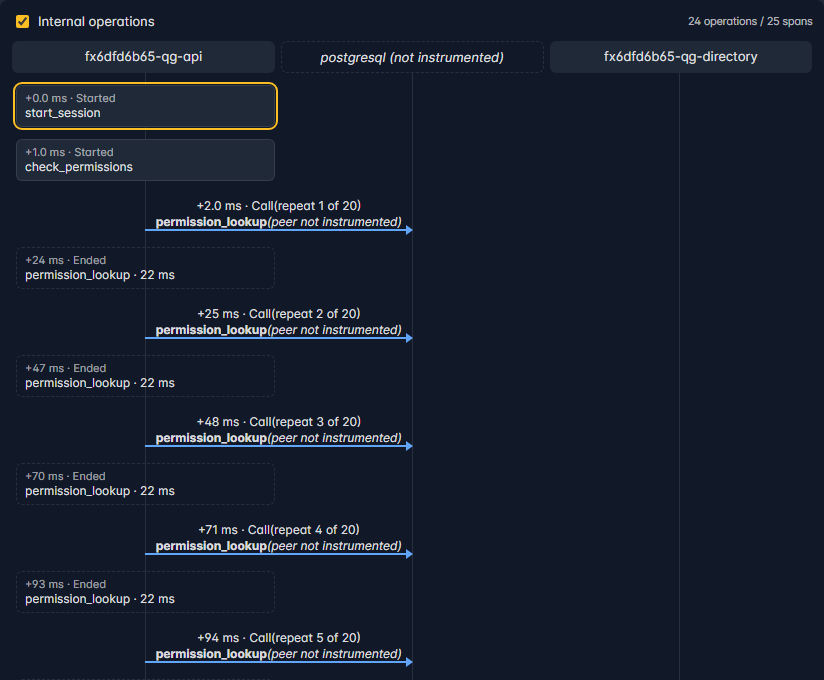 Internal operations
24 operations / 25 spans
fx6dfd6b65-qg-api
postgresql (not instrumented)
fx6dfd6b65-qg-directory
+0.0 ms · Started
start_session
+1.0 ms · Started
check_permissions
+2.0 ms · Call(repeat 1 of 20)
permission_lookup(peer not instrumented)
+24 ms · Ended
permission_lookup · 22 ms
+25 ms · Call(repeat 2 of 20)
permission_lookup(peer not instrumented)
+47 ms · Ended
permission_lookup · 22 ms
+48 ms · Call(repeat 3 of 20)
permission_lookup(peer not instrumented)
+70 ms · Ended
permission_lookup · 22 ms
+71 ms · Call(repeat 4 of 20)
permission_lookup(peer not instrumented)
+93 ms · Ended
permission_lookup · 22 ms
+94 ms · Call(repeat 5 of 20)
permission_lookup(peer not instrumented)